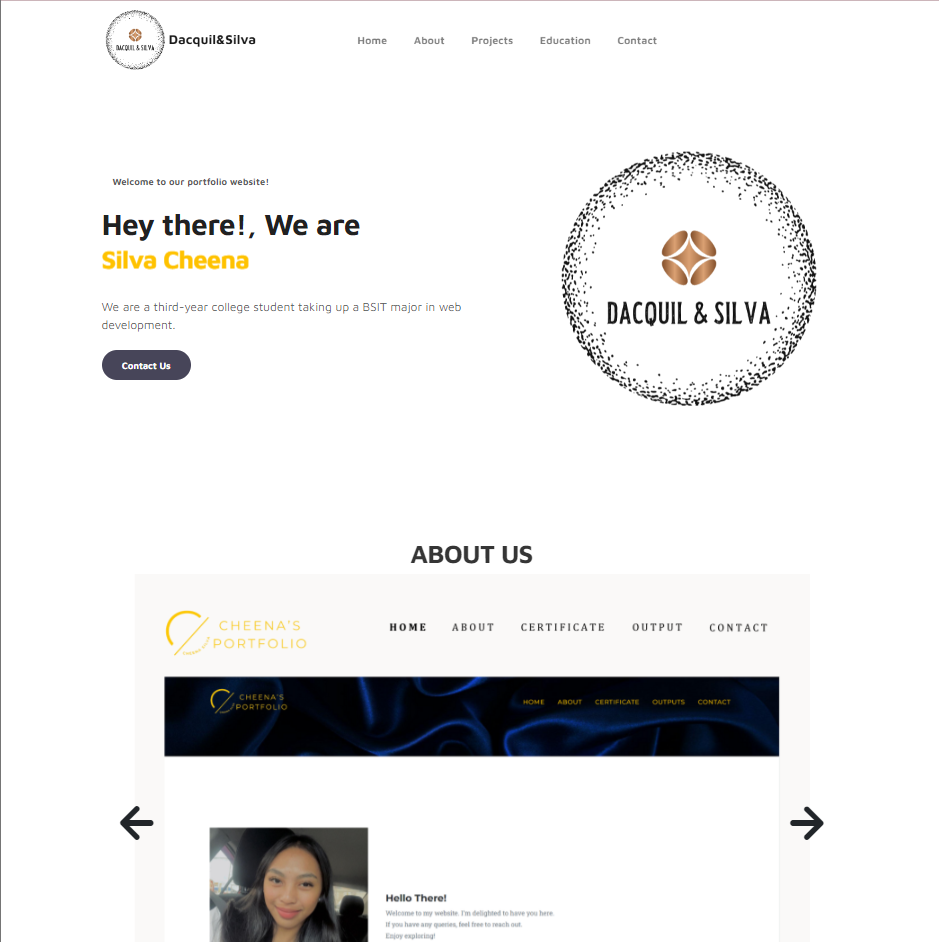 DACQUIL & SILVA
Dacquil&Silva
Home About Projects Education Contact
Welcome to our portfolio website!
Hey there!, We are
Silva Cheena
We are a third-year college student taking up a BSIT major in web
development.
Contact Us
DACQUIL & SILVA
ABOUT US
CHEENA'S
PORTFOLIO
HOME ABOUT CERTIFICATE OUTPUT CONTACT
CHEENA'S
PORTFOLIO
HOME ABOUT CERTIFICATE OUTPUTS CONTACT
Hello There!
Welcome to my website. I'm delighted to have you here.
If you have any queries, feel free to reach out.
Enjoy exploring!